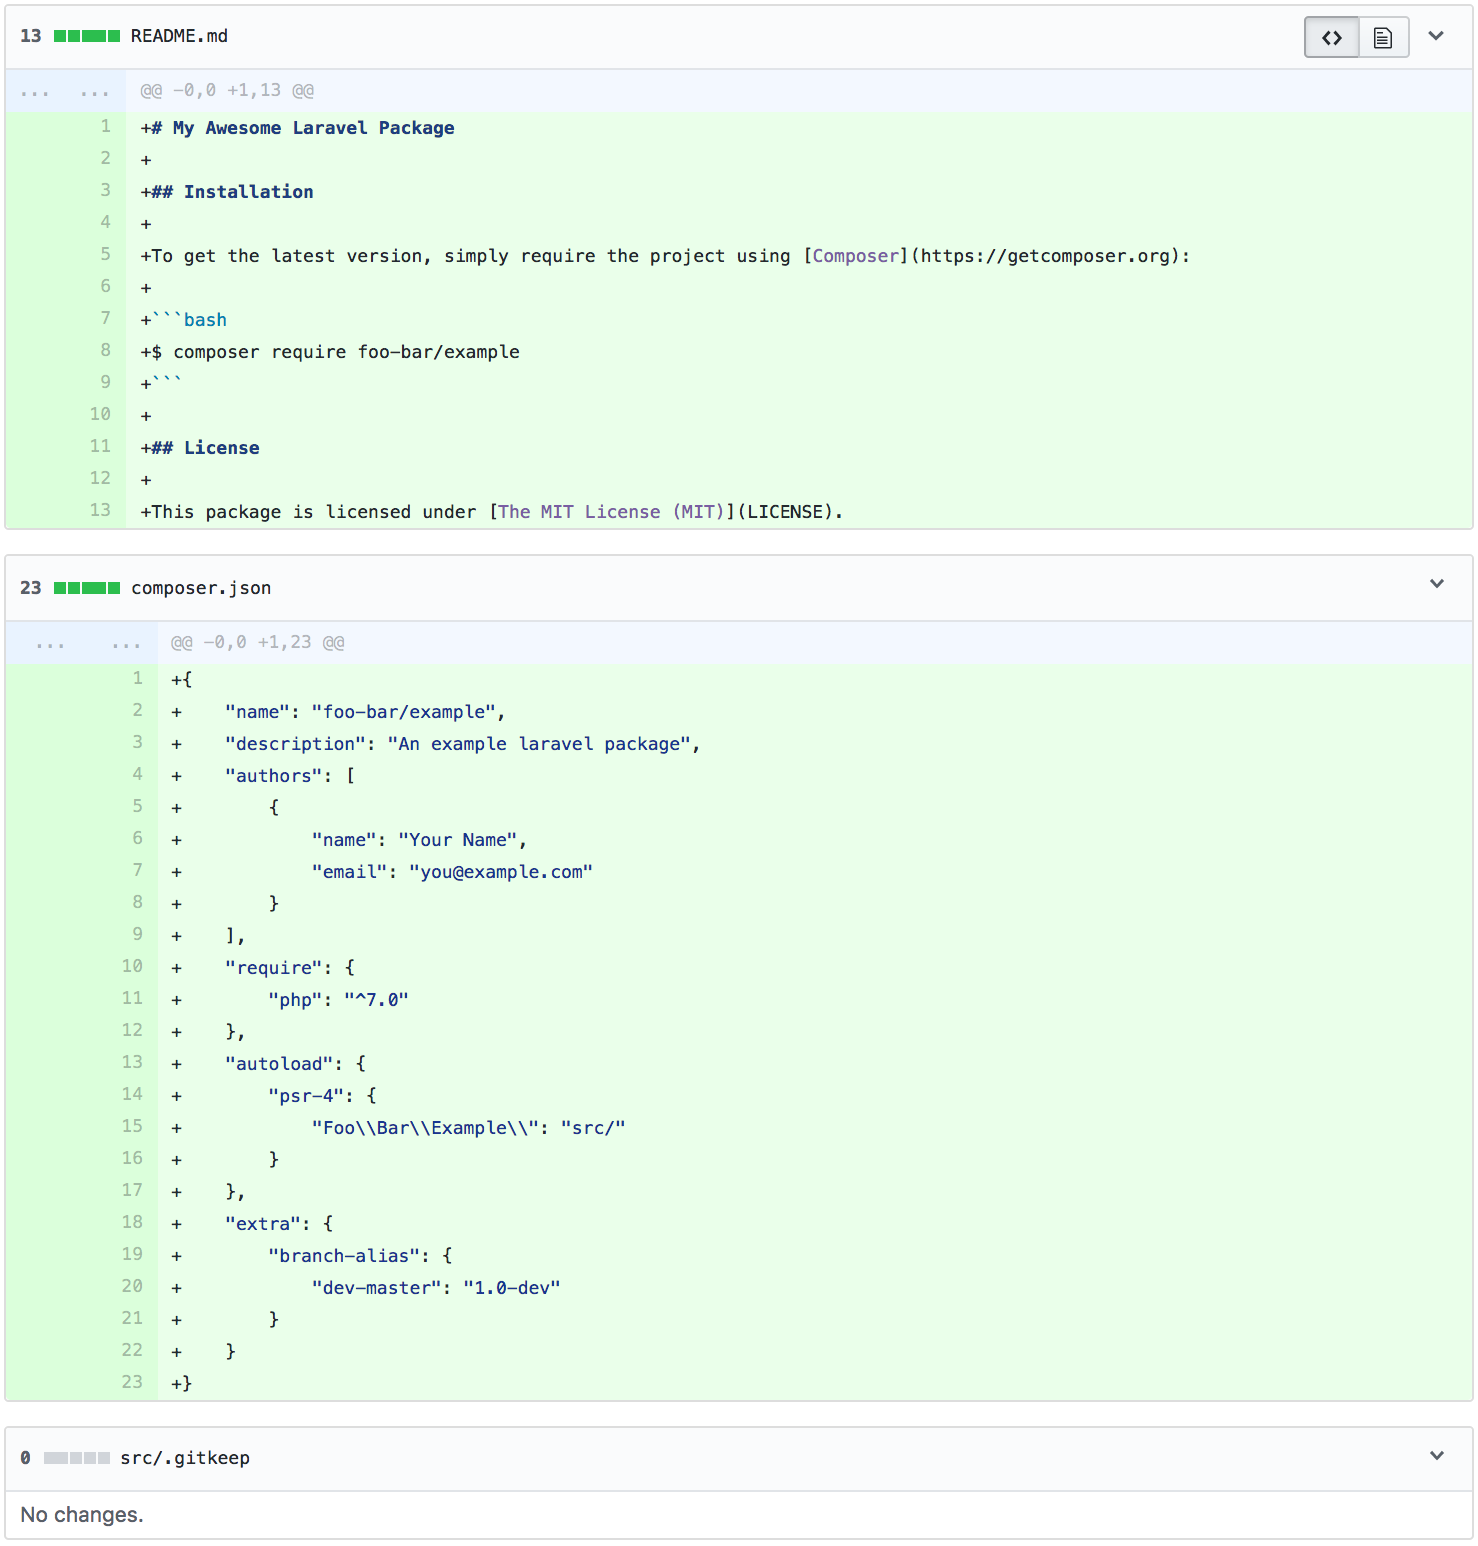 13 README.md
... ... @@ -0,0 +1,13 @@
1 +# My Awesome Laravel Package
2 +
3 +## Installation
4 +
5 +To get the latest version, simply require the project using [Composer](https://getcomposer.org):
6 +
7 +```bash
8 +$ composer require foo-bar/example
9 +```
10 +
11 +## License
12 +
13 +This package is licensed under [The MIT License (MIT)](LICENSE).
23 composer.json
... ... @@ -0,0 +1,23 @@
1 +{
2 +    "name": "foo-bar/example",
3 +    "description": "An example laravel package",
4 +    "authors": [
5 +        {
6 +            "name": "Your Name",
7 +            "email": "you@example.com"
8 +        }
9 +    ],
10 +    "require": {
11 +        "php": "^7.0"
12 +    },
13 +    "autoload": {
14 +        "psr-4": {
15 +            "Foo\\Bar\\Example\\": "src/"
16 +        }
17 +    },
18 +    "extra": {
19 +        "branch-alias": {
20 +            "dev-master": "1.0-dev"
21 +        }
22 +    }
23 +}
0 src/.gitkeep
No changes.